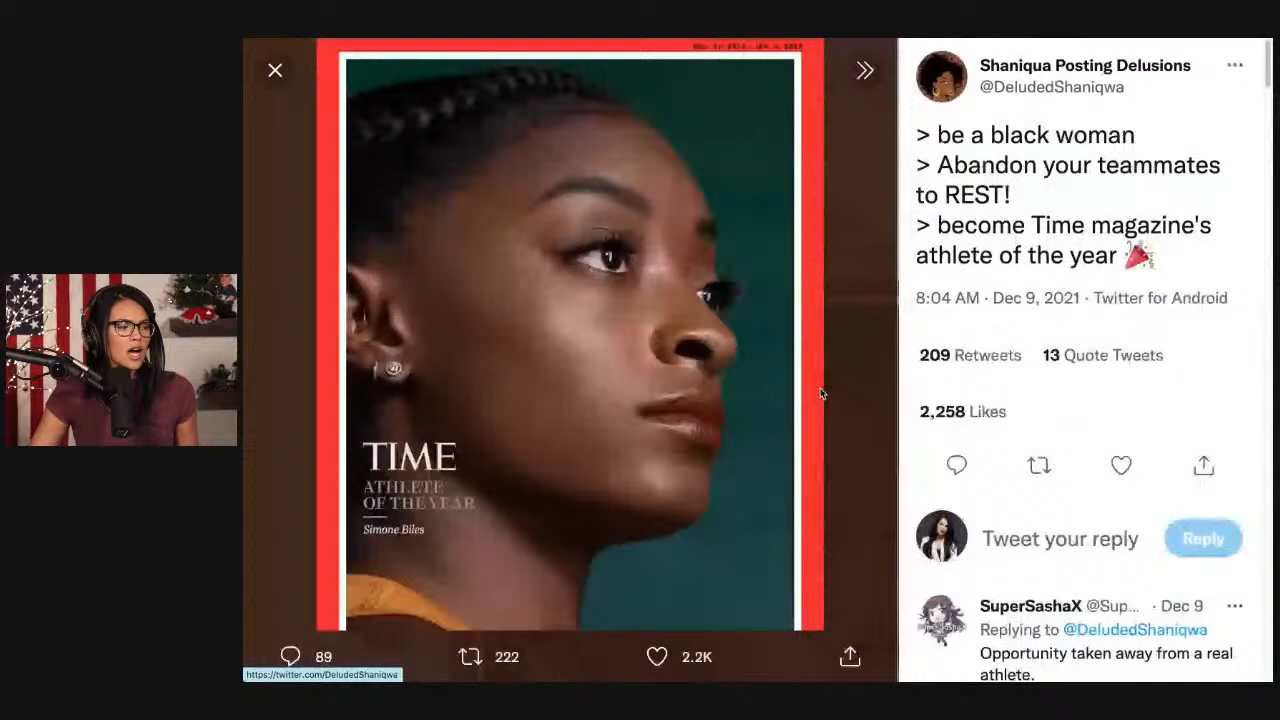 TIME
ATHLETE
OF THE YEAR
Simone Biles
89
222
2.2K
https://twitter.com/DeludedShaniqwa
Shaniqua Posting Delusions
@DeludedShaniqwa
> be a black woman
> Abandon your teammates
to REST!
> become Time magazine's
athlete of the year 🎉
8:04 AM · Dec 9, 2021 · Twitter for Android
209 Retweets 13 Quote Tweets
2,258 Likes
Tweet your reply
Reply
SuperSashaX @Sup... · Dec 9
Replying to @DeludedShaniqwa
Opportunity taken away from a real
athlete.